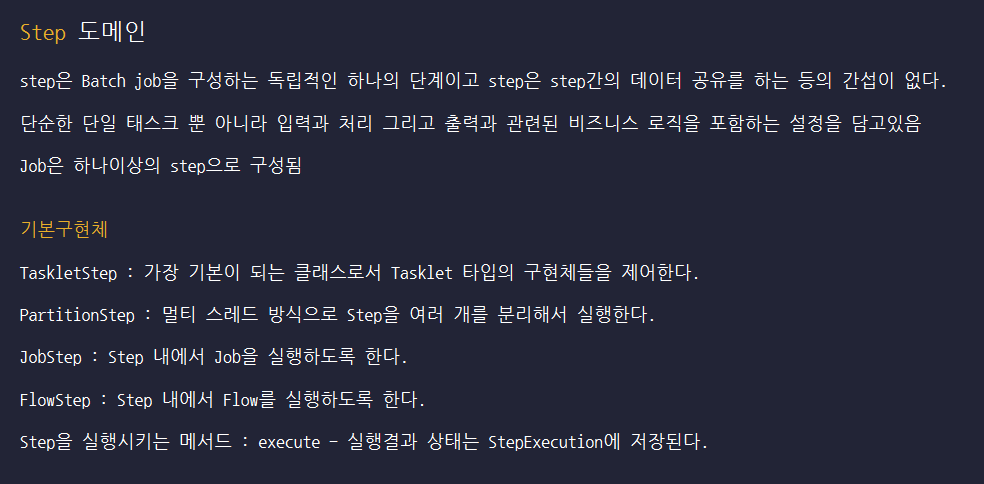 Step 도메인
step은 Batch job을 구성하는 독립적인 하나의 단계이고 step은 step간의 데이터 공유를 하는 등의 간섭이 없다.
단순한 단일 태스크 뿐 아니라 입력과 처리 그리고 출력과 관련된 비즈니스 로직을 포함하는 설정을 담고있음
Job은 하나이상의 step으로 구성됨
기본구현체
TaskletStep : 가장 기본이 되는 클래스로서 Tasklet 타입의 구현체들을 제어한다.
PartitionStep : 멀티 스레드 방식으로 Step을 여러 개를 분리해서 실행한다.
JobStep : Step 내에서 Job을 실행하도록 한다.
FlowStep : Step 내에서 Flow를 실행하도록 한다.
Step을 실행시키는 메서드 : execute - 실행결과 상태는 StepExecution에 저장된다.